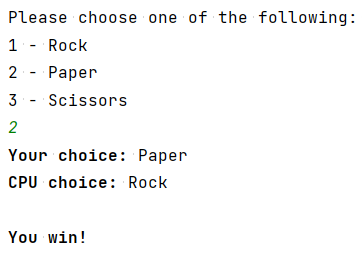 Please choose one of the following:
1 - Rock
2 - Paper
3 - Scissors
2
Your choice: Paper
CPU choice: Rock
You win!